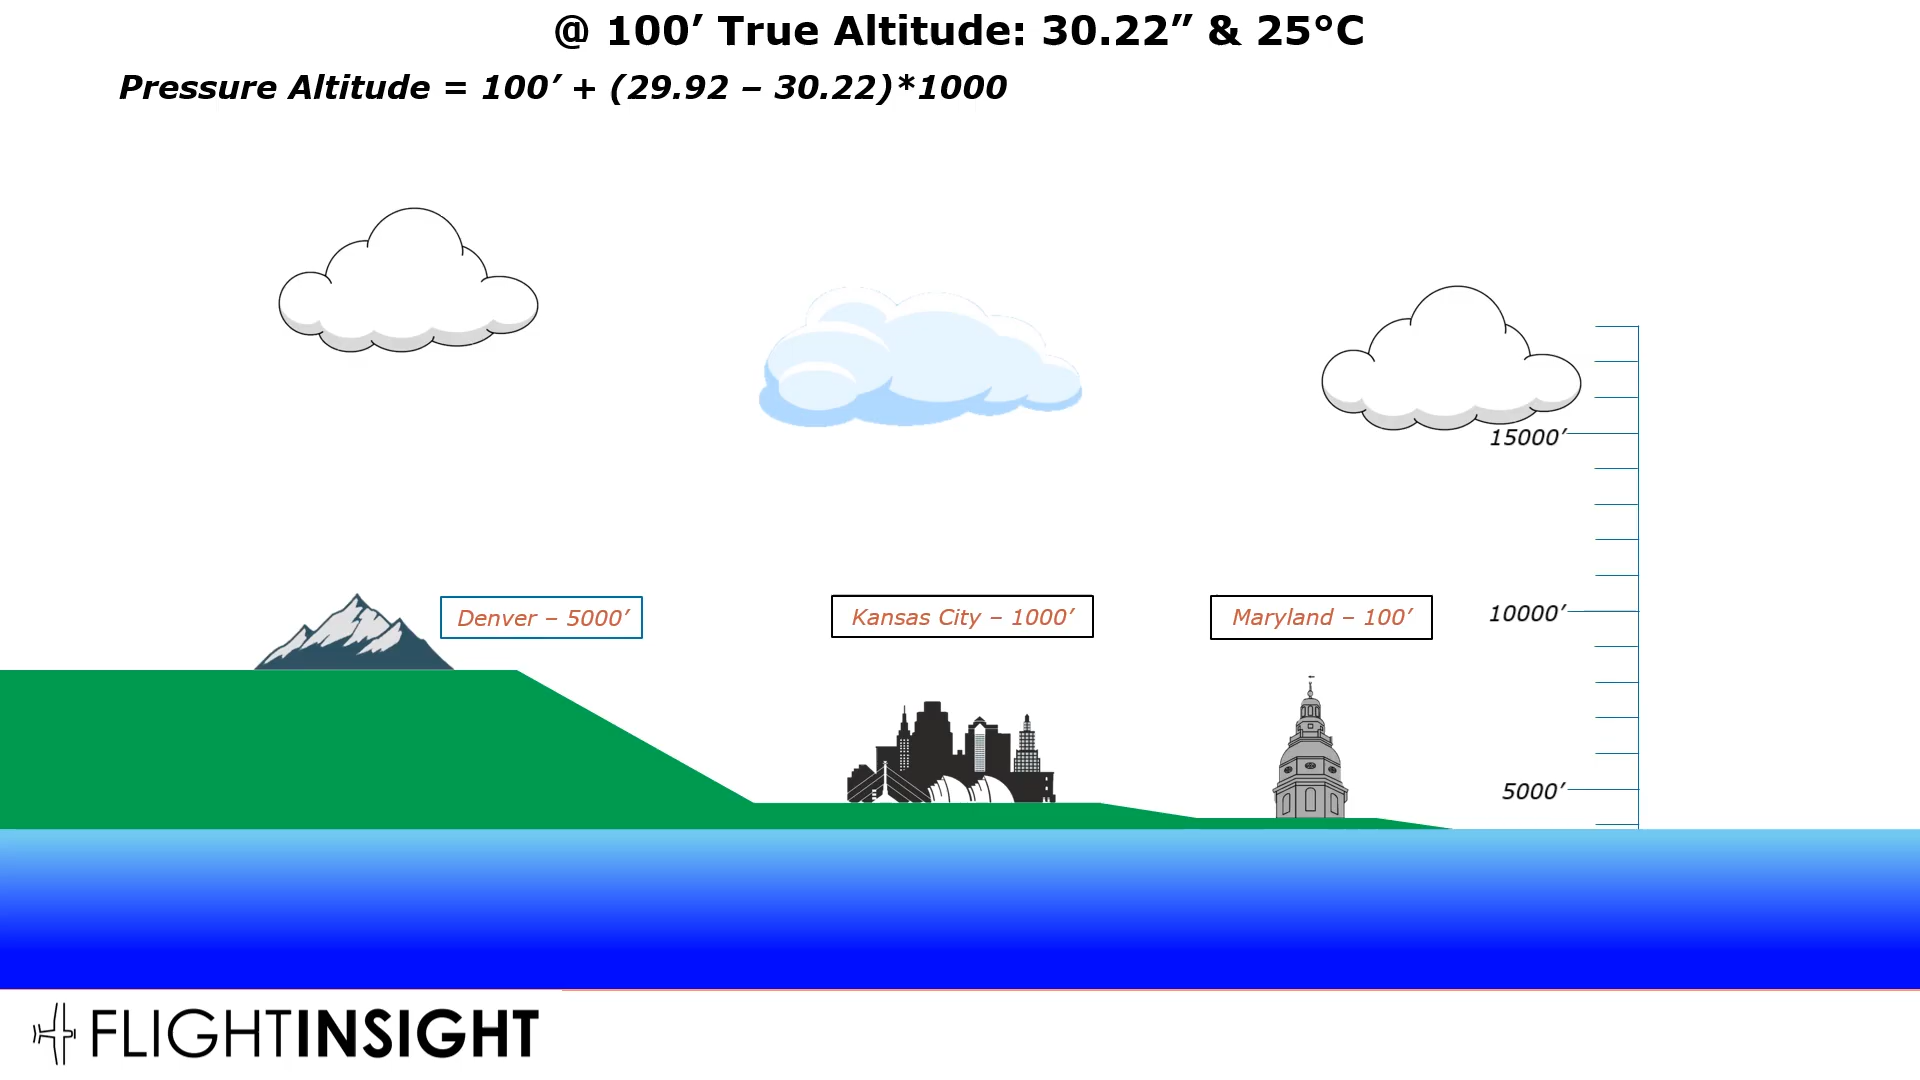 @ 100′ True Altitude: 30.22″ & 25°C
Pressure Altitude = 100′ + (29.92 – 30.22)*1000
15000′
Denver – 5000′
Kansas City – 1000′
Maryland – 100′
10000′
5000′
FLIGHTINSIGHT